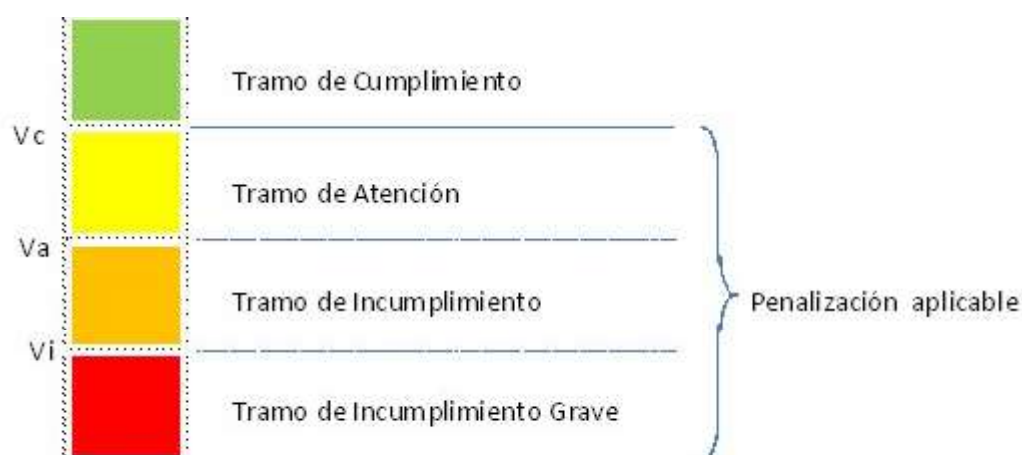 Tramo de Cumplimiento
Vc
Tramo de Atención
Va
Tramo de Incumplimiento
Penalización aplicable
Vi
Tramo de Incumplimiento Grave